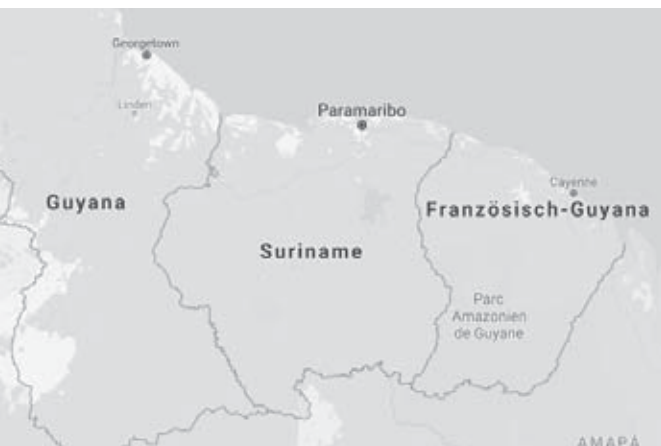 Georgetown
Linden
Paramaribo
Guyana
Cayenne
Französisch-Guyana
Suriname
Parc
Amazonien
de Guyane
AMAPÁ